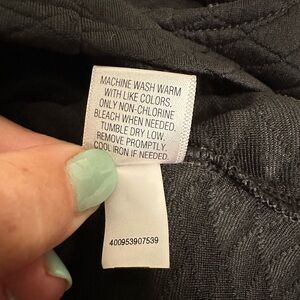 MACHINE WASH WARM
WITH LIKE COLORS.
ONLY NON-CHLORINE
BLEACH WHEN NEEDED.
TUMBLE DRY LOW.
REMOVE PROMPTLY.
COOL IRON IF NEEDED.
400953907539